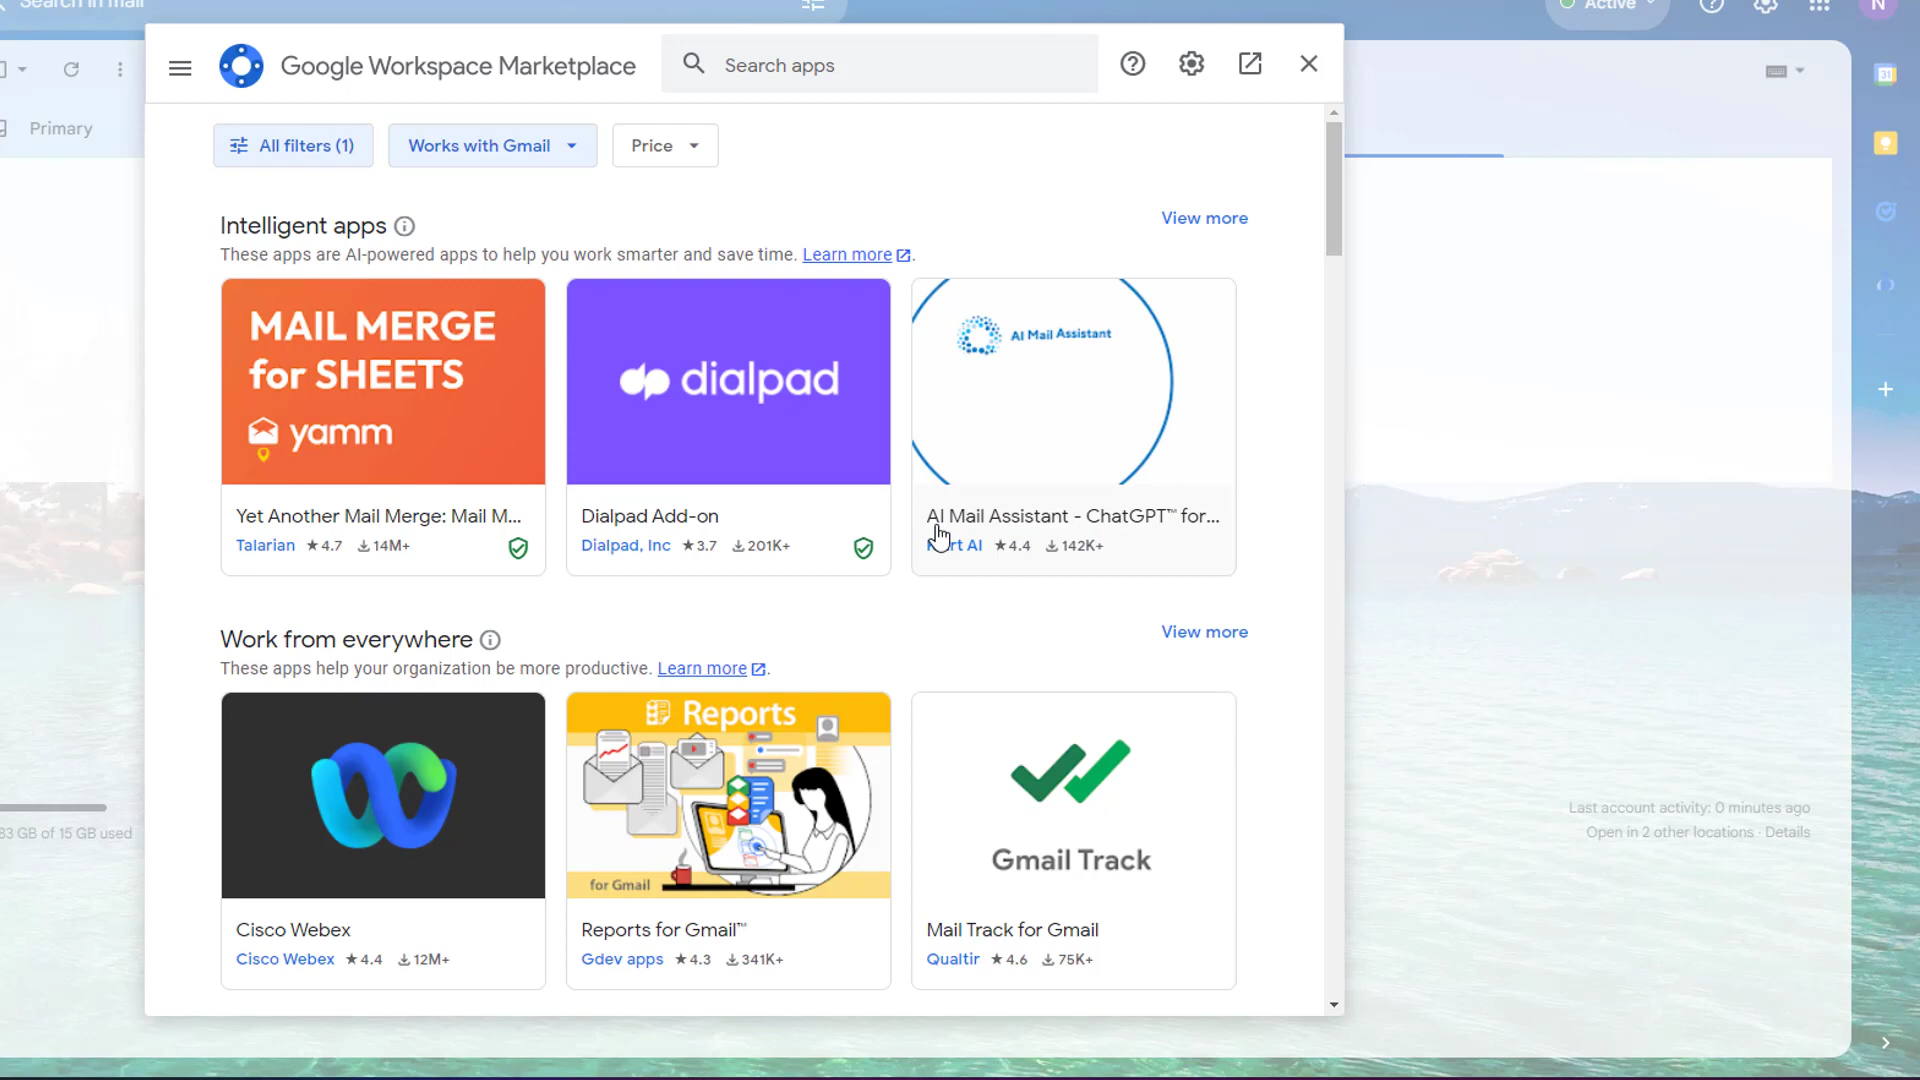 Search in mail
Active
N
Google Workspace Marketplace
Search apps
31
Primary
All filters (1)
Works with Gmail
Price
Intelligent apps
View more
These apps are AI-powered apps to help you work smarter and save time. Learn more.
MAIL MERGE
for SHEETS
yamm
dialpad
AI Mail Assistant
Yet Another Mail Merge: Mail M...
Talarian ★4.7 14M+
Dialpad Add-on
Dialpad, Inc ★3.7 201K+
AI Mail Assistant - ChatGPT™ for...
AI ★4.4 142K+
Work from everywhere
View more
These apps help your organization be more productive. Learn more.
Reports
for Gmail
Gmail Track
Cisco Webex
Cisco Webex ★4.4 12M+
Reports for Gmail™
Gdev apps ★4.3 341K+
Mail Track for Gmail
Qualtir ★4.6 75K+
83 GB of 15 GB used
Last account activity: 0 minutes ago
Open in 2 other locations · Details